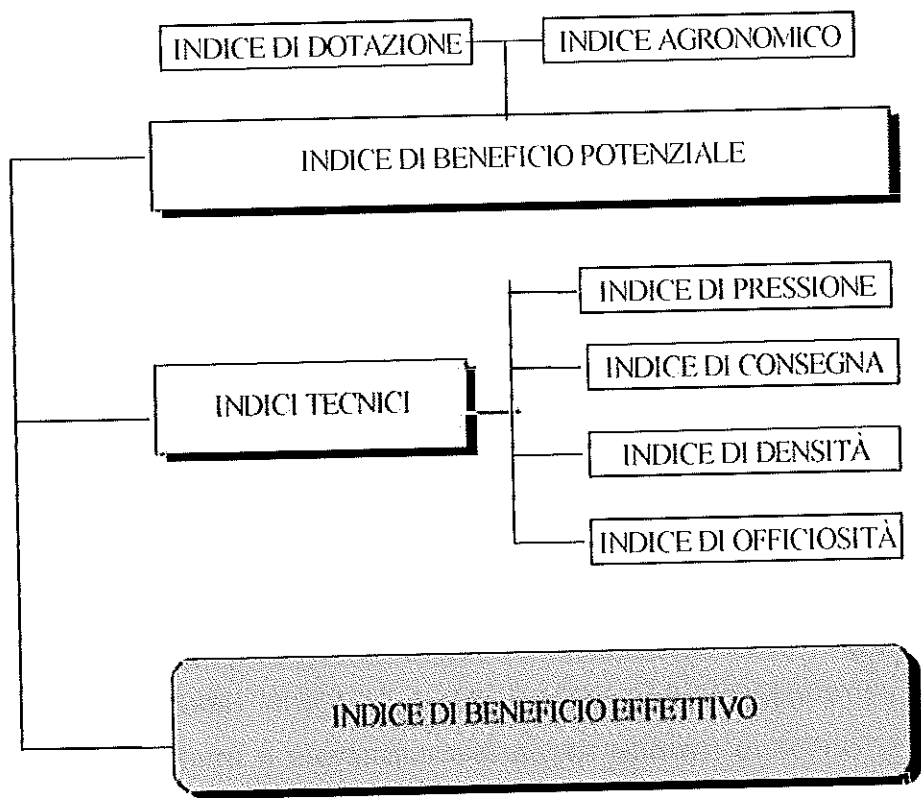 INDICE DI DOTAZIONE
INDICE AGRONOMICO
INDICE DI BENEFICIO POTENZIALE
INDICE DI PRESSIONE
INDICE DI CONSEGNA
INDICI TECNICI
INDICE DI DENSITÀ
INDICE DI OFFICIOSITÀ
INDICE DI BENEFICIO EFFETTIVO